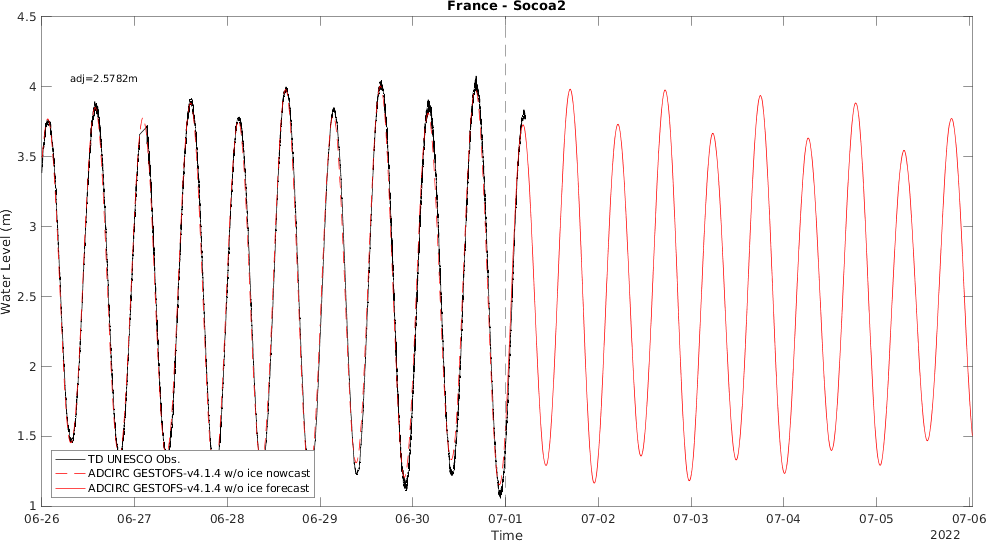 France - Socoa2
4.5
4
3.5
3
2.5
2
1.5
1
Water Level (m)
adj=2.5782m
TD UNESCO Obs.
ADCIRC GESTOFS-v4.1.4 w/o ice nowcast
ADCIRC GESTOFS-v4.1.4 w/o ice forecast
06-26 06-27 06-28 06-29 06-30 07-01 07-02 07-03 07-04 07-05 07-06
Time
2022